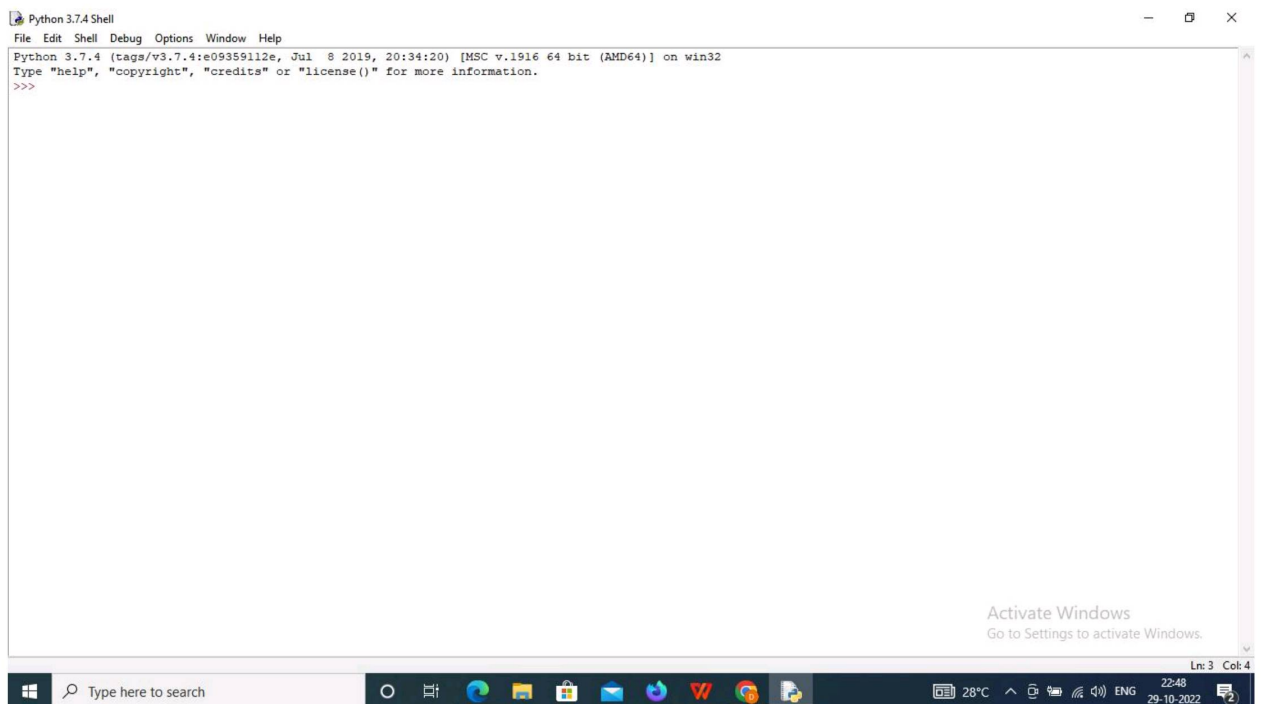 Python 3.7.4 Shell
File Edit Shell Debug Options Window Help
Python 3.7.4 (tags/v3.7.4:e09359112e, Jul  8 2019, 20:34:20) [MSC v.1916 64 bit (AMD64)] on win32
Type "help", "copyright", "credits" or "license()" for more information.
>>>
Activate Windows
Go to Settings to activate Windows.
Ln: 3 Col: 4
Type here to search
28°C
ENG
22:48
29-10-2022
2